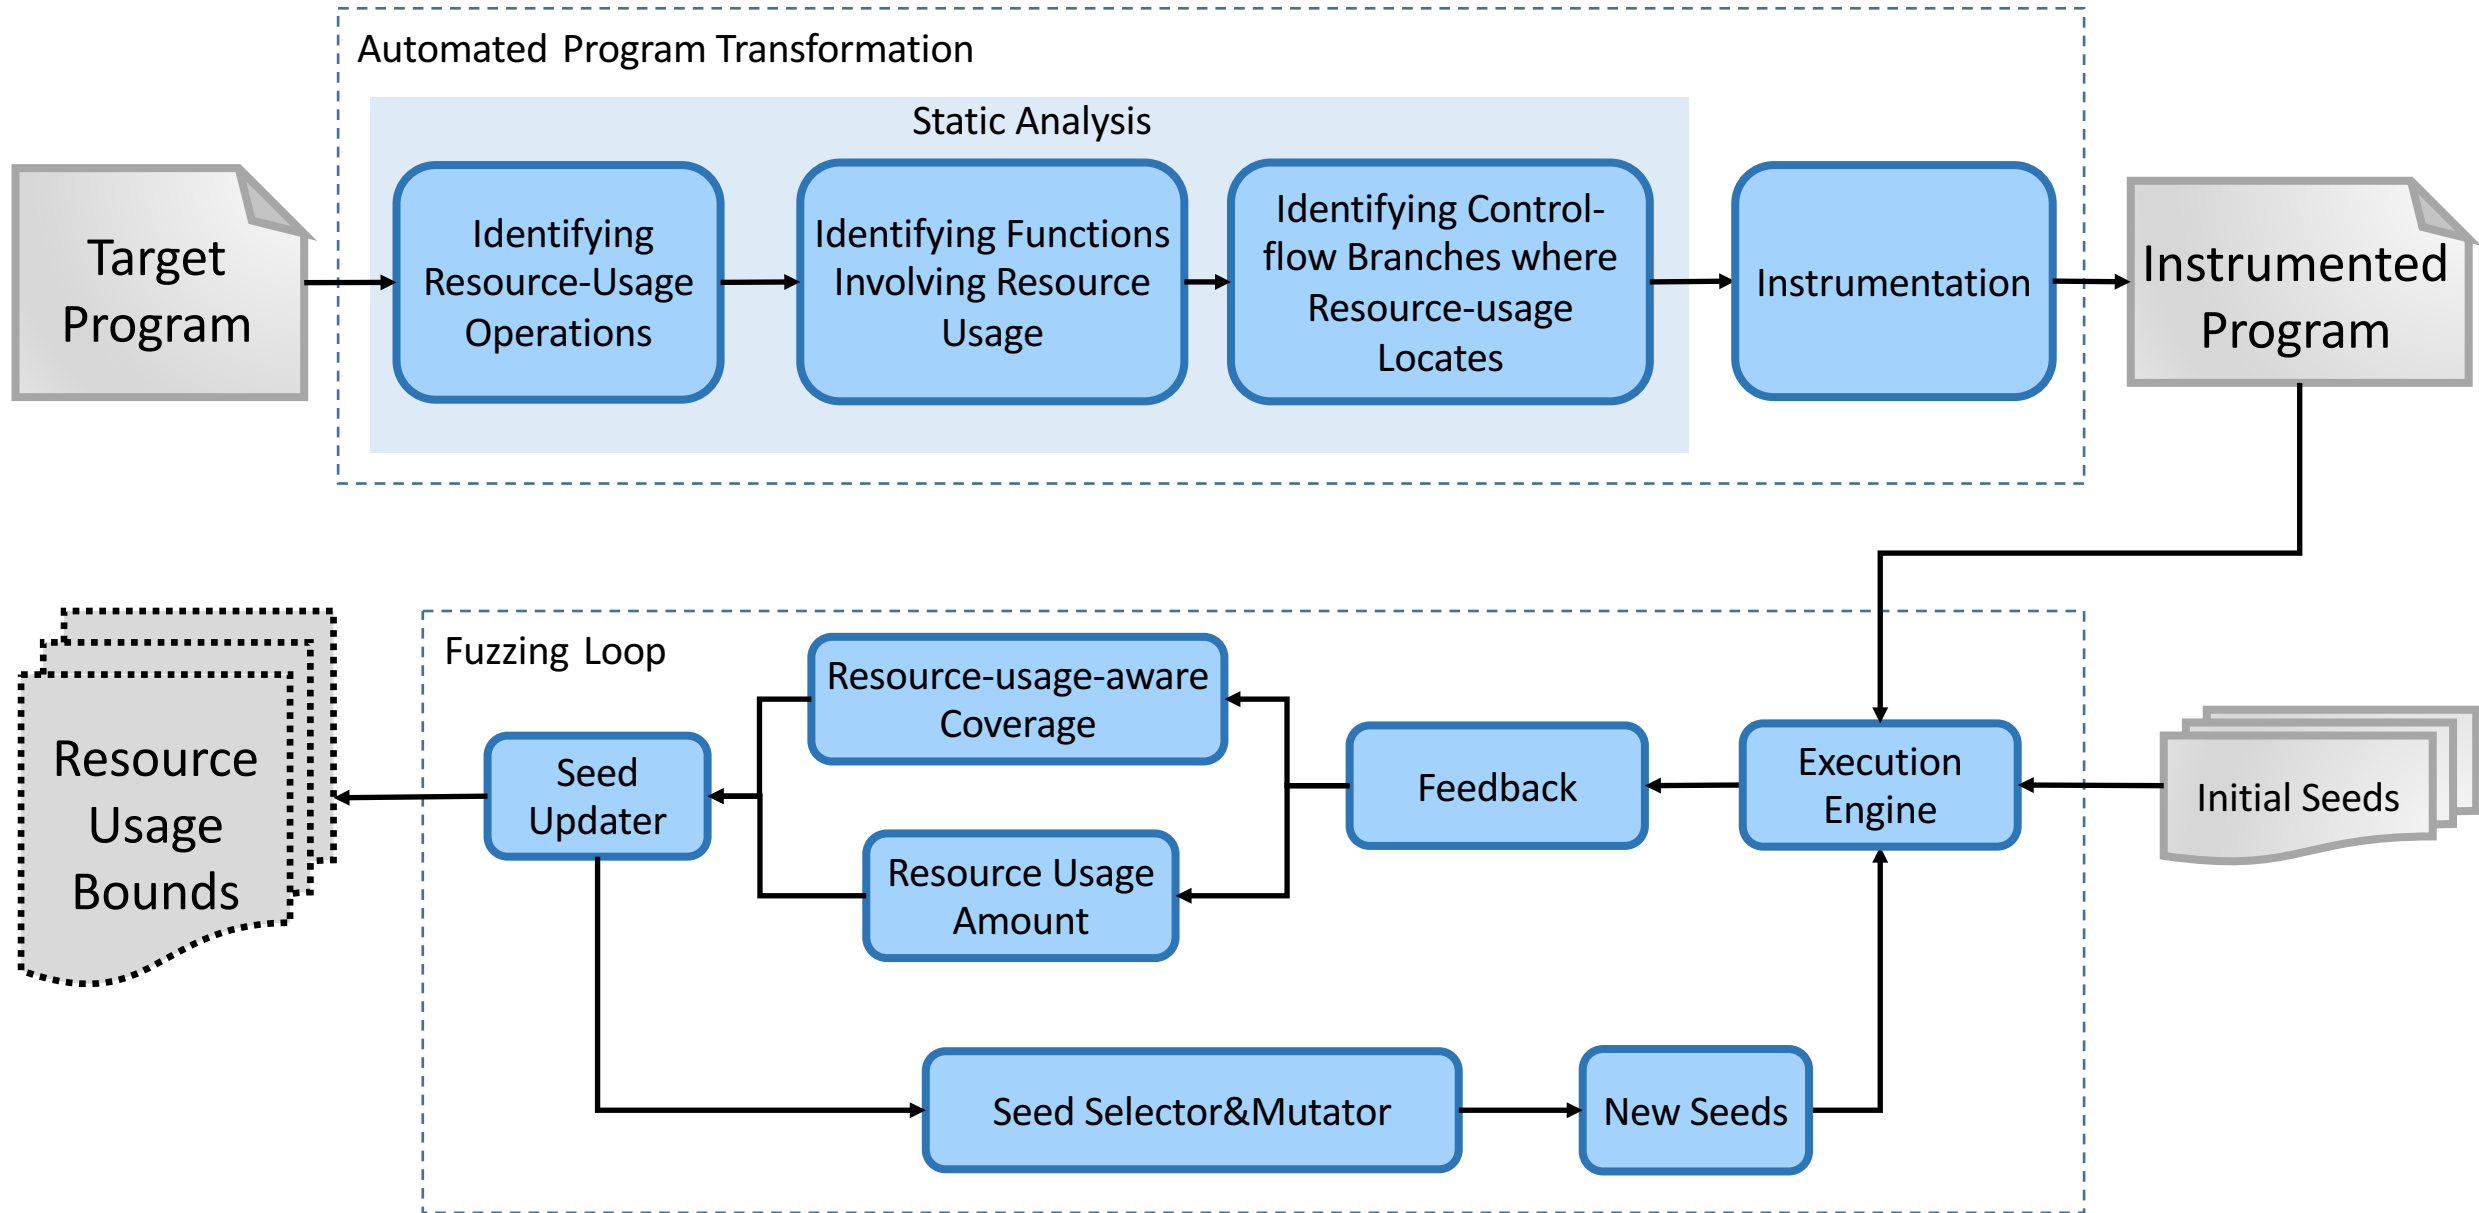 Automated Program Transformation
Static Analysis
Target
Program
Identifying
Resource-Usage
Operations
Identifying Functions
Involving Resource
Usage
Identifying Control-
flow Branches where
Resource-usage
Locates
Instrumentation
Instrumented
Program
Fuzzing Loop
Resource
Usage
Bounds
Seed
Updater
Resource-usage-aware
Coverage
Resource Usage
Amount
Feedback
Execution
Engine
Initial Seeds
Seed Selector&Mutator
New Seeds